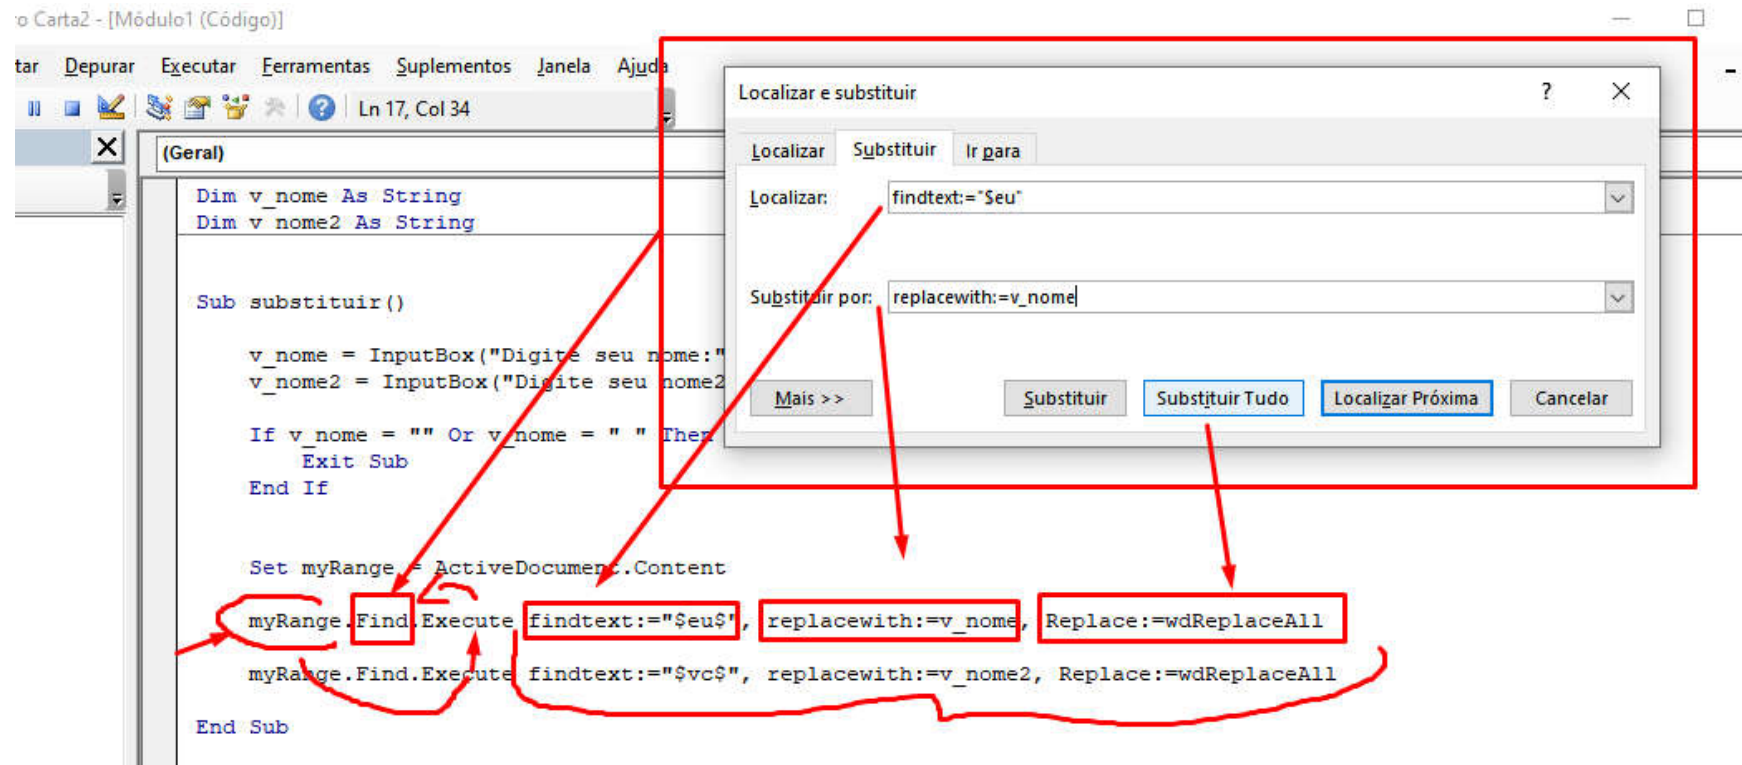 ro Carta2 - [Módulo1 (Código)]
tar Depurar Executar Ferramentas Suplementos Janela Ajuda
Ln 17, Col 34
(Geral)
Dim v_nome As String
Dim v_nome2 As String
Sub substituir()
v_nome = InputBox("Digite seu nome:"
v_nome2 = InputBox("Digite seu nome2
If v_nome = "" Or v_nome = " " Then
Exit Sub
End If
Set myRange = ActiveDocument.Content
myRange.Find.Execute findtext:="$eu$", replacewith:=v_nome, Replace:=wdReplaceAll
myRange.Find.Execute findtext:="$vc$", replacewith:=v_nome2, Replace:=wdReplaceAll
End Sub
Localizar e substituir
Localizar Substituir Ir para
Localizar: findtext:="$eu"
Substituir por: replacewith:=v_nome
Mais >> Substituir Substituir Tudo Localizar Próxima Cancelar